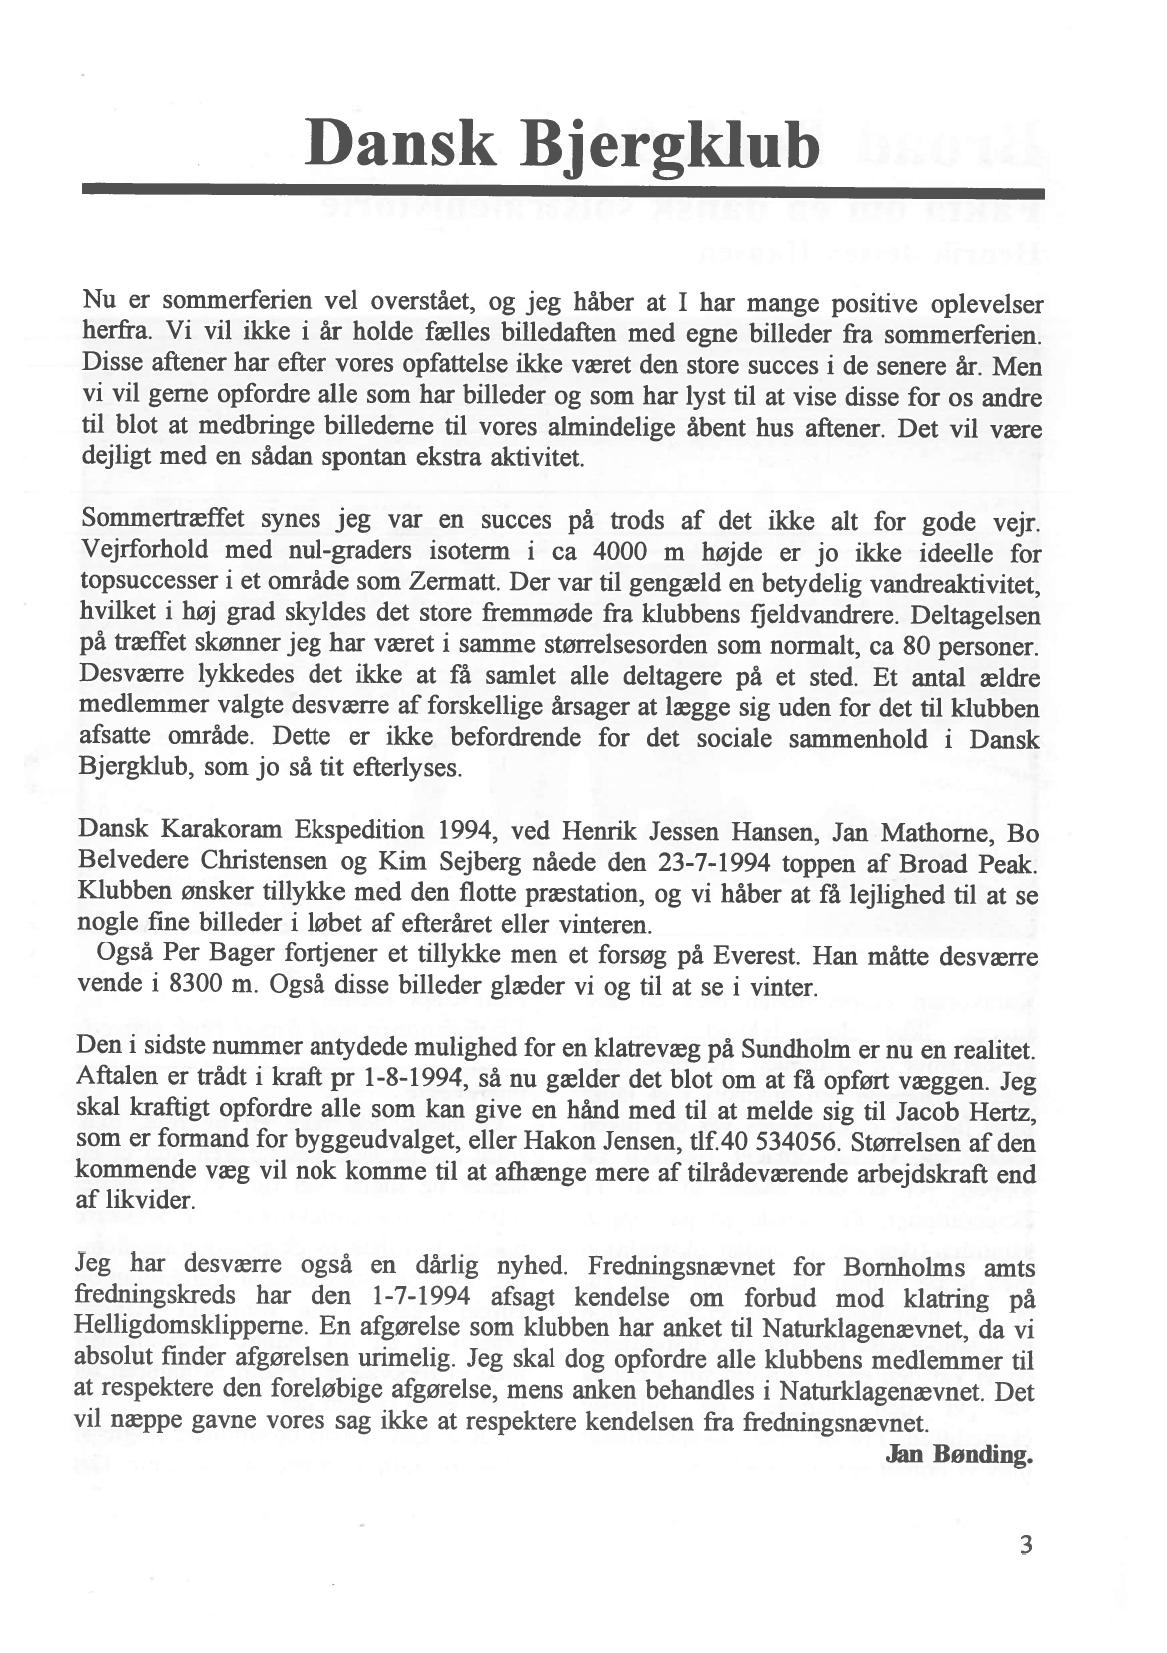 Dansk Bjergklub
Nu er sommerferien vel overstået, og jeg håber at I har mange positive oplevelser
herfra. Vi vil ikke i år holde fælles billedaften med egne billeder fra sommerferien.
Disse aftener har efter vores opfattelse ikke været den store succes i de senere år. Men
vi vil gerne opfordre alle som har billeder og som har lyst til at vise disse for os andre
til blot at medbringe billederne til vores almindelige åbent hus aftener. Det vil være
dejligt med en sådan spontan ekstra aktivitet.
Sommertræffet synes jeg var en succes på trods af det ikke alt for gode vejr.
Vejrforhold med nul-graders isoterm i ca 4000 m højde er jo ikke ideelle for
topsuccesser i et område som Zermatt. Der var til gengæld en betydelig vandreaktivitet,
hvilket i høj grad skyldes det store fremmøde fra klubbens fjeldvandrere. Deltagelsen
på træffet skønner jeg har været i samme størrelsesorden som normalt, ca 80 personer.
Desværre lykkedes det ikke at få samlet alle deltagere på et sted. Et antal ældre
medlemmer valgte desværre af forskellige årsager at lægge sig uden for det til klubben
afsatte område. Dette er ikke befordrende for det sociale sammenhold i Dansk
Bjergklub, som jo så tit efterlyses.
Dansk Karakoram Ekspedition 1994, ved Henrik Jessen Hansen, Jan Mathorne, Bo
Belvedere Christensen og Kim Sejberg nåede den 23-7-1994 toppen af Broad Peak.
Klubben ønsker tillykke med den flotte præstation, og vi håber at få lejlighed til at se
nogle fine billeder i løbet af efteråret eller vinteren.
Også Per Bager fortjener et tillykke men et forsøg på Everest. Han måtte desværre
vende i 8300 m. Også disse billeder glæder vi og til at se i vinter.
Den i sidste nummer antydede mulighed for en klatrevæg på Sundholm er nu en realitet.
Aftalen er trådt i kraft pr 1-8-1994, så nu gælder det blot om at få opført væggen. Jeg
skal kraftigt opfordre alle som kan give en hånd med til at melde sig til Jacob Hertz,
som er formand for byggeudvalget, eller Hakon Jensen, tlf.40 534056. Størrelsen af den
kommende væg vil nok komme til at afhænge mere af tilrådeværende arbejdskraft end
af likvider.
Jeg har desværre også en dårlig nyhed. Fredningsnævnet for Bornholms amts
fredningskreds har den 1-7-1994 afsagt kendelse om forbud mod klatring på
Helligdomsklipperne. En afgørelse som klubben har anket til Naturklagenævnet, da vi
absolut finder afgørelsen urimelig. Jeg skal dog opfordre alle klubbens medlemmer til
at respektere den foreløbige afgørelse, mens anken behandles i Naturklagenævnet. Det
vil næppe gavne vores sag ikke at respektere kendelsen fra fredningsnævnet.
Jan Bønding.
3